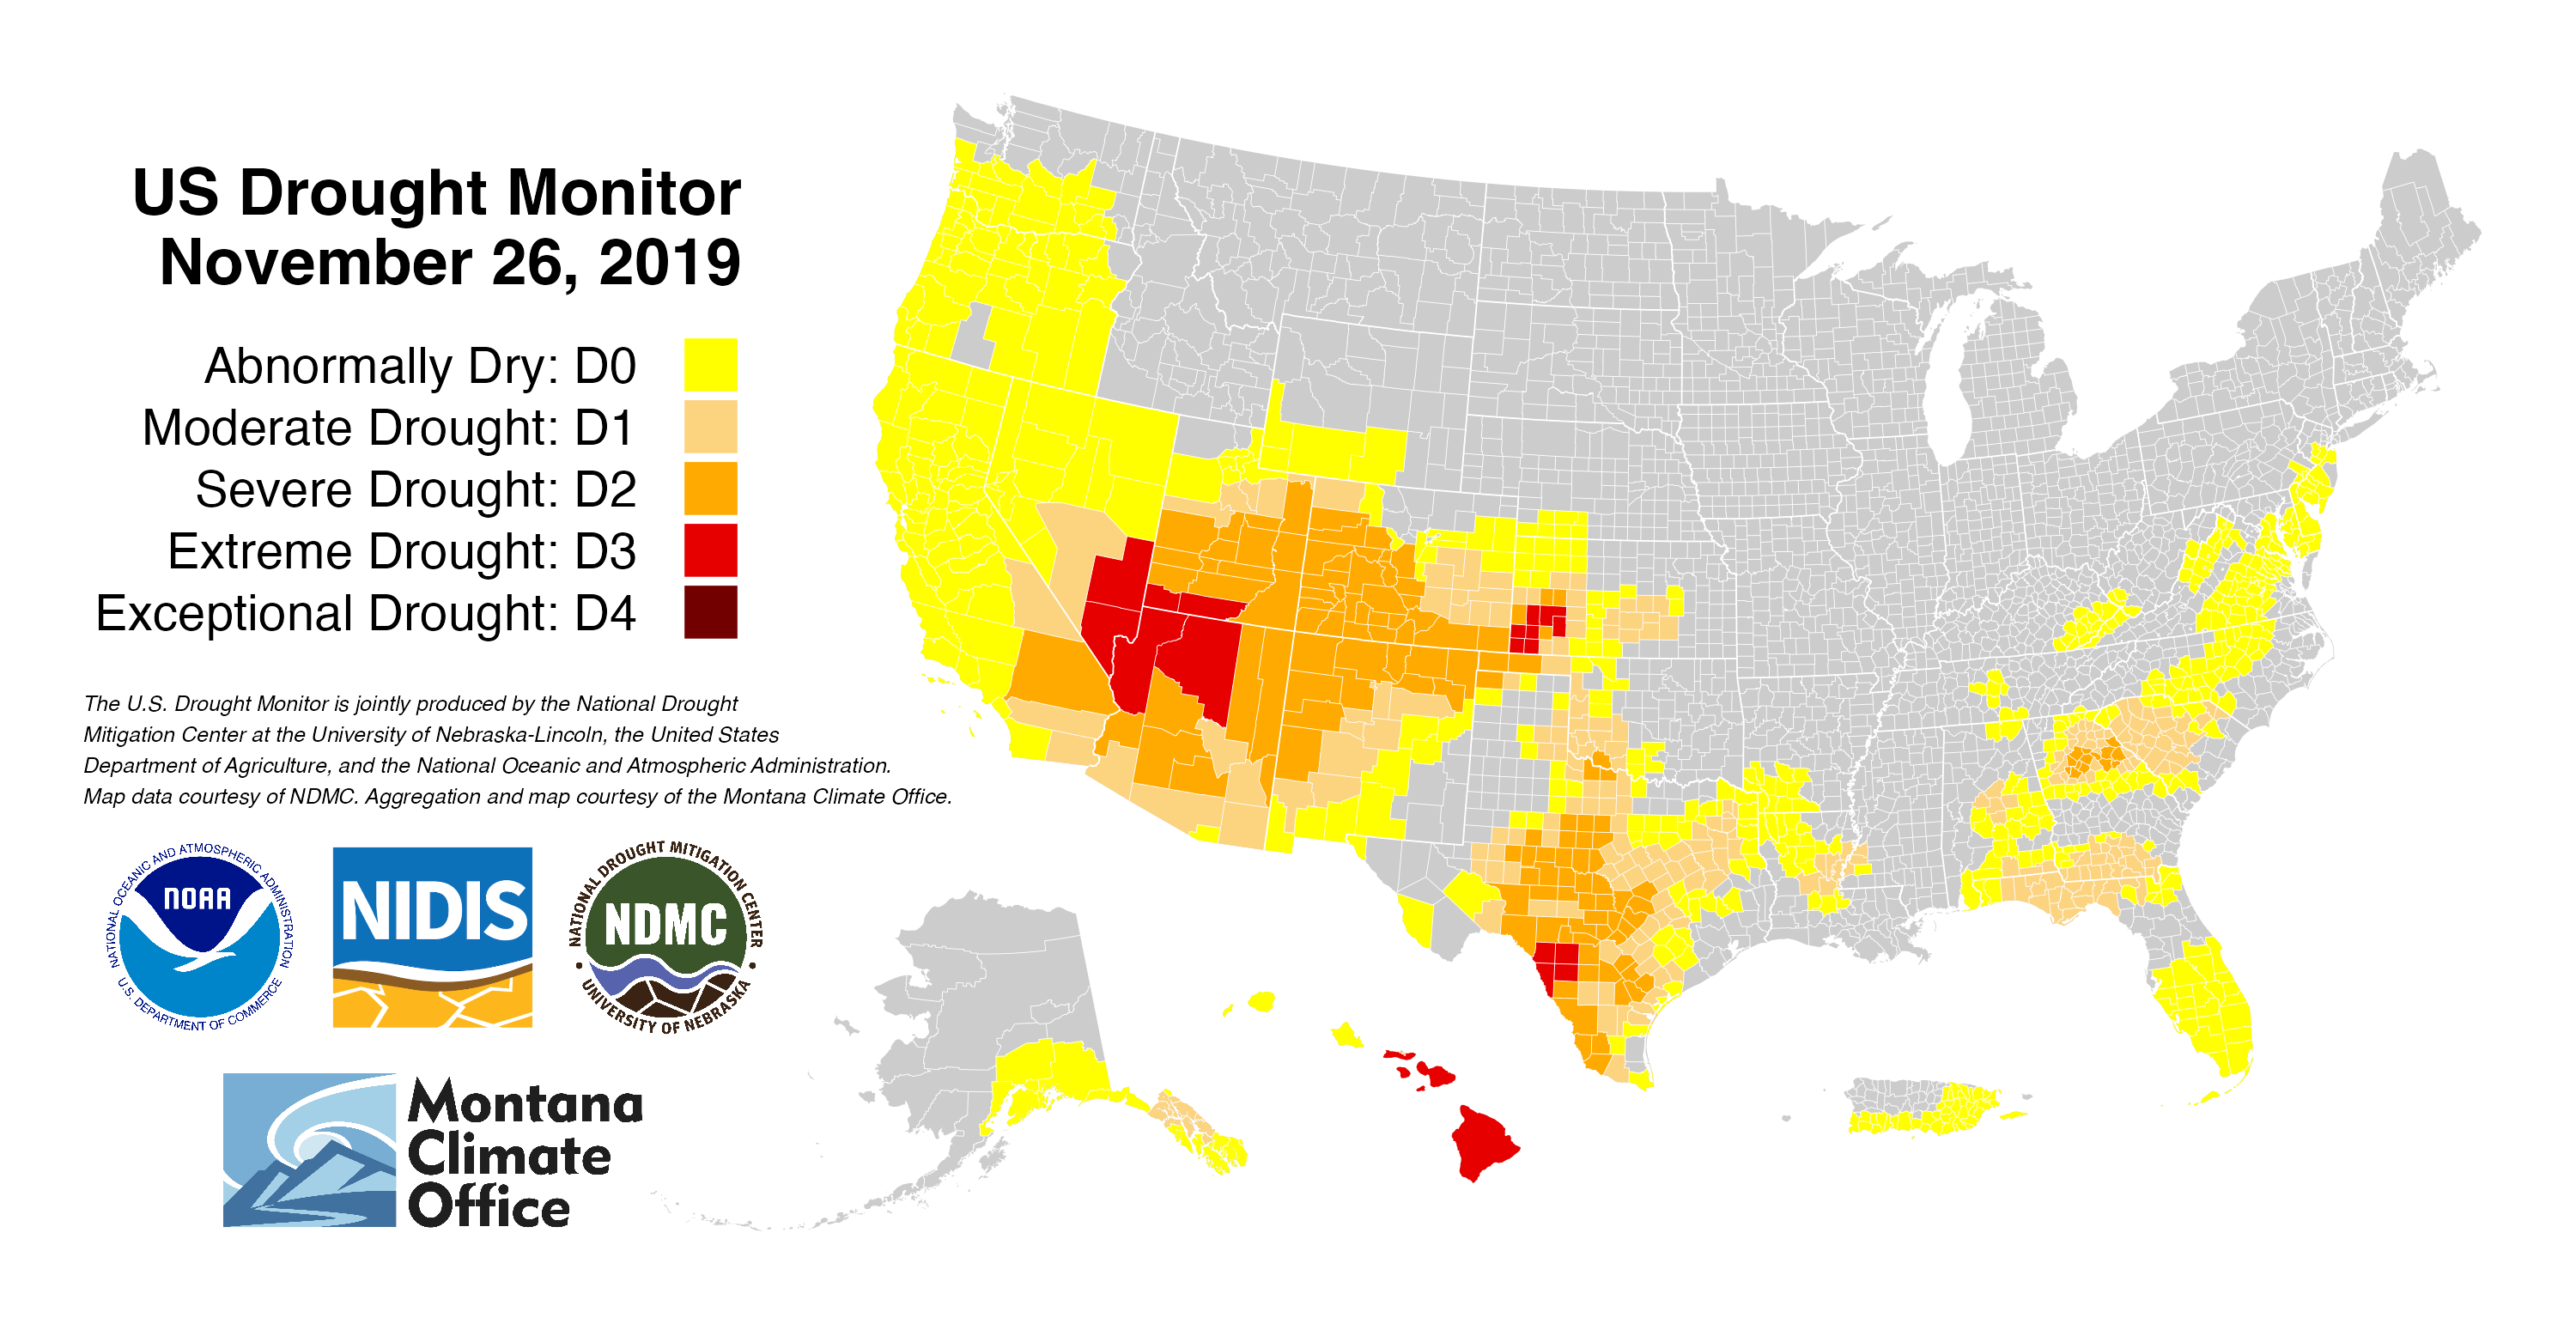 US Drought Monitor
November 26, 2019
Abnormally Dry: D0
Moderate Drought: D1
Severe Drought: D2
Extreme Drought: D3
Exceptional Drought: D4
The U.S. Drought Monitor is jointly produced by the National Drought
Mitigation Center at the University of Nebraska-Lincoln, the United States
Department of Agriculture, and the National Oceanic and Atmospheric Administration.
Map data courtesy of NDMC. Aggregation and map courtesy of the Montana Climate Office.
NATIONAL OCEANIC AND ATMOSPHERIC ADMINISTRATION
NOAA
U.S. DEPARTMENT OF COMMERCE
NIDIS
NATIONAL DROUGHT MITIGATION CENTER
NDMC
UNIVERSITY OF NEBRASKA
Montana
Climate
Office